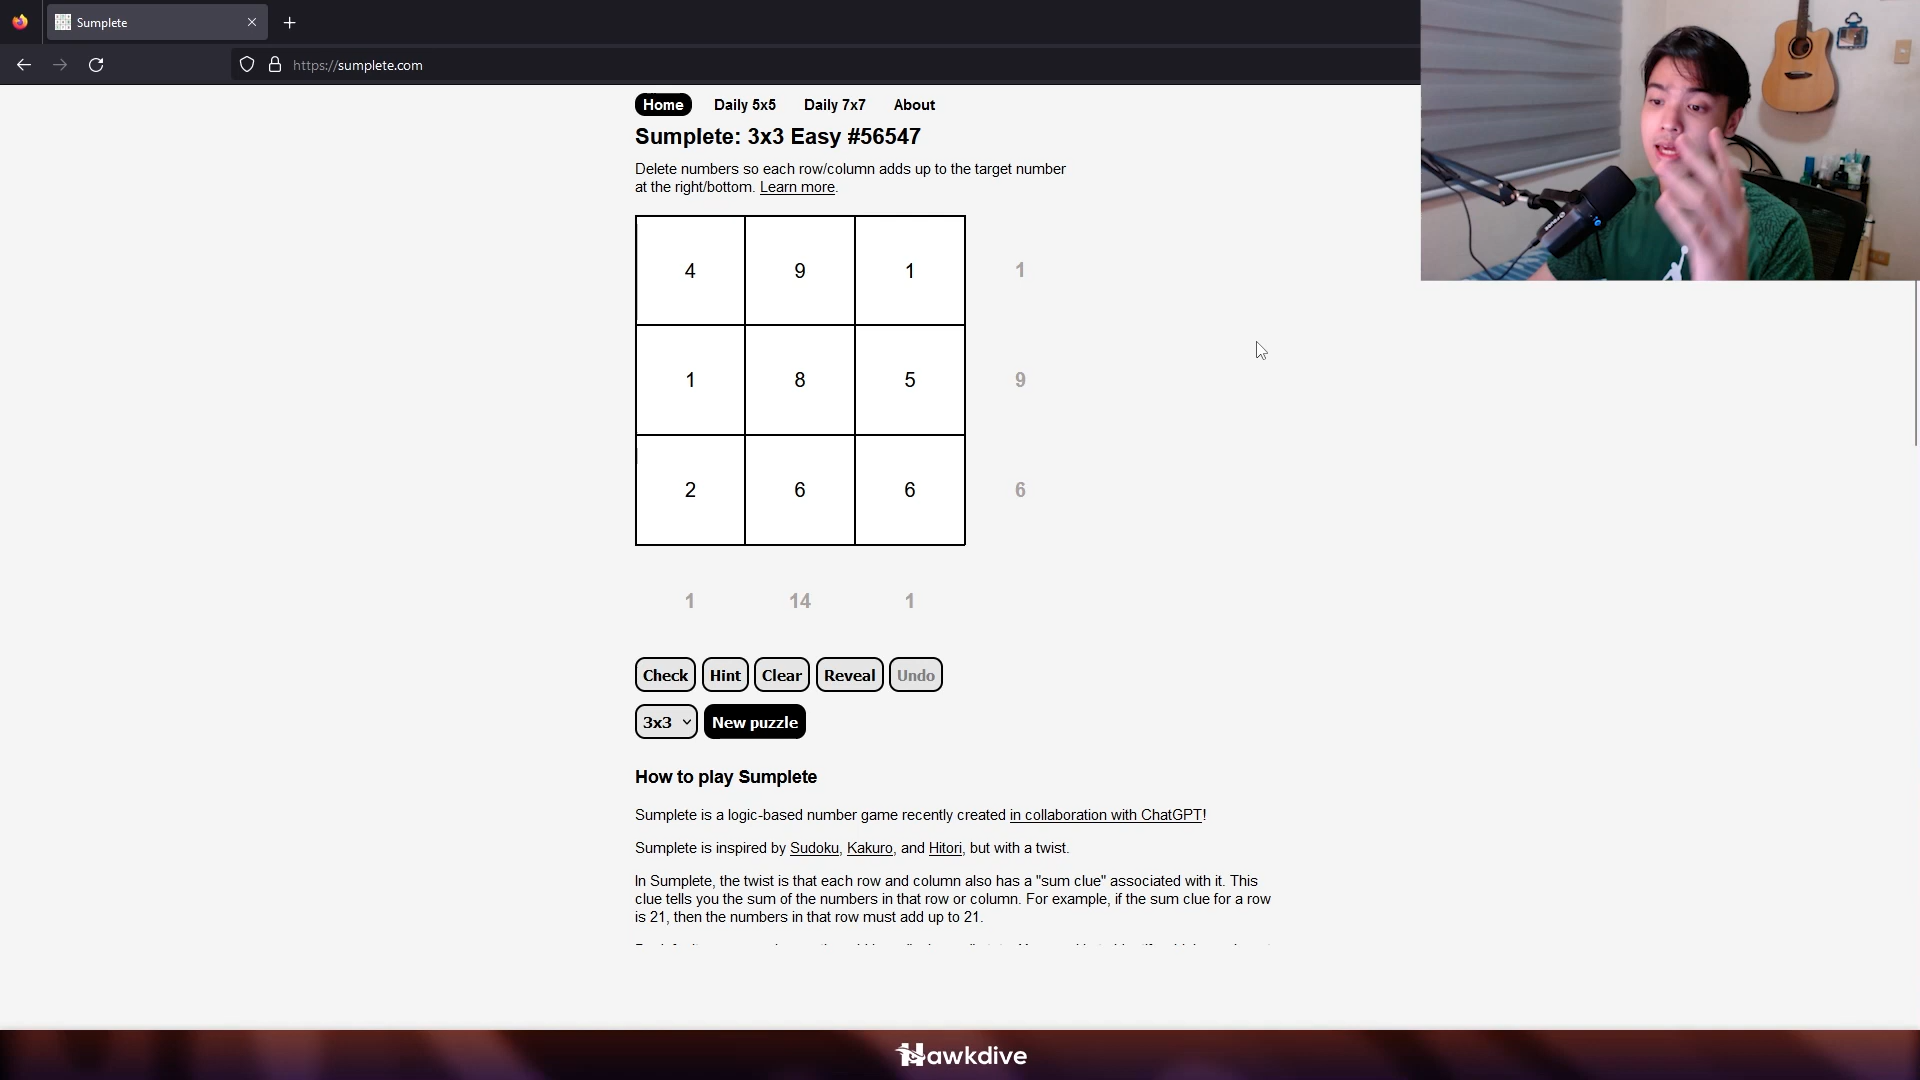 Sumplete
https://sumplete.com
Home Daily 5x5 Daily 7x7 About
Sumplete: 3x3 Easy #56547
Delete numbers so each row/column adds up to the target number
at the right/bottom. Learn more.
4 9 1 1
1 8 5 9
2 6 6 6
1 14 1
Check Hint Clear Reveal Undo
3x3 New puzzle
How to play Sumplete
Sumplete is a logic-based number game recently created in collaboration with ChatGPT!
Sumplete is inspired by Sudoku, Kakuro, and Hitori, but with a twist.
In Sumplete, the twist is that each row and column also has a "sum clue" associated with it. This
clue tells you the sum of the numbers in that row or column. For example, if the sum clue for a row
is 21, then the numbers in that row must add up to 21.
Hawkdive